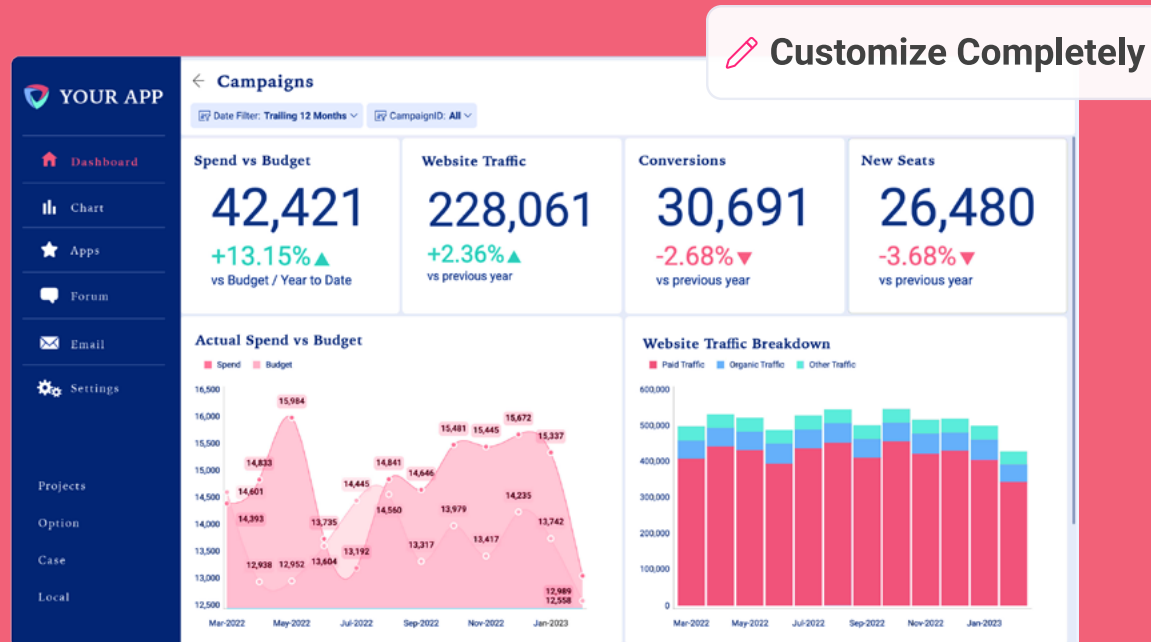 Customize Completely
YOUR APP
Dashboard
Chart
Apps
Forum
Email
Settings
Projects
Option
Case
Local
Campaigns
Date Filter: Trailing 12 Months
CampaignID: All
Spend vs Budget
42,421
+13.15%
vs Budget / Year to Date
Website Traffic
228,061
+2.36%
vs previous year
Conversions
30,691
-2.68%
vs previous year
New Seats
26,480
-3.68%
vs previous year
Actual Spend vs Budget
Spend Budget
16,500
16,000
15,500
15,000
14,500
14,000
13,500
13,000
12,500
15,984
15,672
15,481 15,445
15,337
14,833
14,841
14,646
14,601
14,445
14,393
14,560
14,235
13,979
13,735
13,742
13,192
13,317
13,417
12,938 12,952 13,604
12,989
12,558
Mar-2022 May-2022 Jul-2022 Sep-2022 Nov-2022 Jan-2023
Website Traffic Breakdown
Paid Traffic Organic Traffic Other Traffic
600,000
500,000
400,000
300,000
200,000
100,000
0
Mar-2022 May-2022 Jul-2022 Sep-2022 Nov-2022 Jan-2023